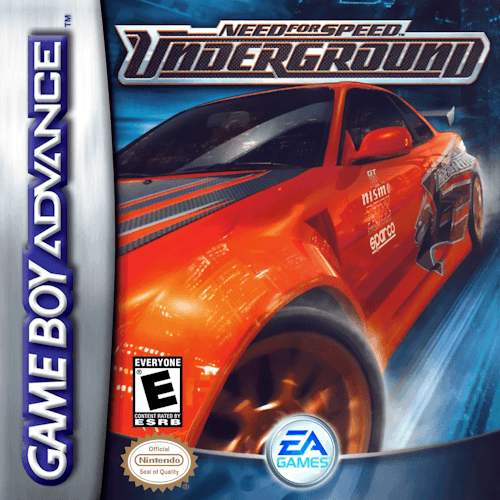 GAME BOY ADVANCE
TM
NEED FOR SPEED
UNDERGROUND
GT
nismo
sparco
EVERYONE
E
CONTENT RATED BY
ESRB
Official
Nintendo
Seal of Quality
EA
GAMES